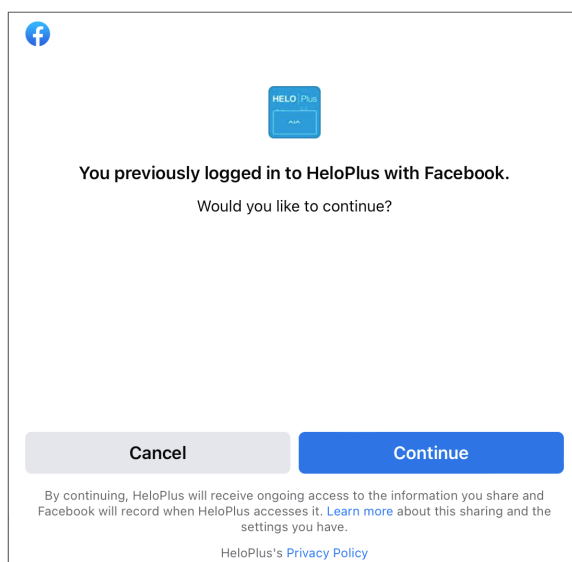 HELO Plus
You previously logged in to HeloPlus with Facebook.
Would you like to continue?
Cancel Continue
By continuing, HeloPlus will receive ongoing access to the information you share and
Facebook will record when HeloPlus accesses it. Learn more about this sharing and the
settings you have.
HeloPlus's Privacy Policy